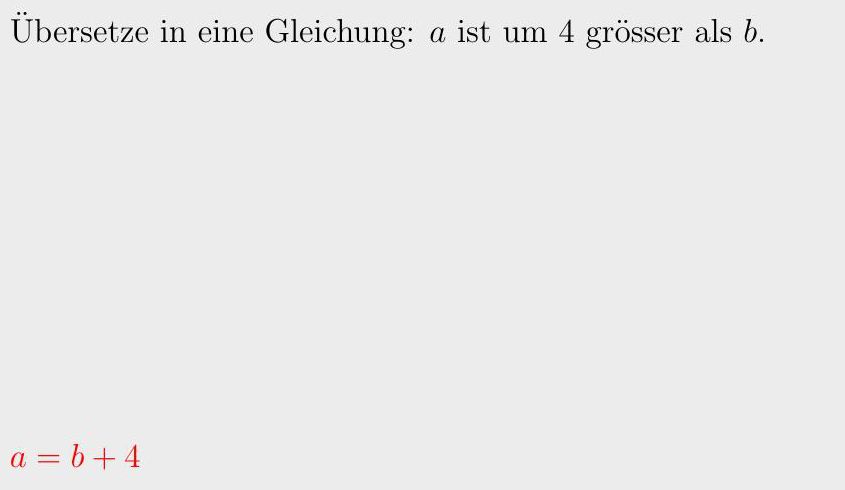 Übersetze in eine Gleichung: a ist um 4 grösser als b.
a = b + 4